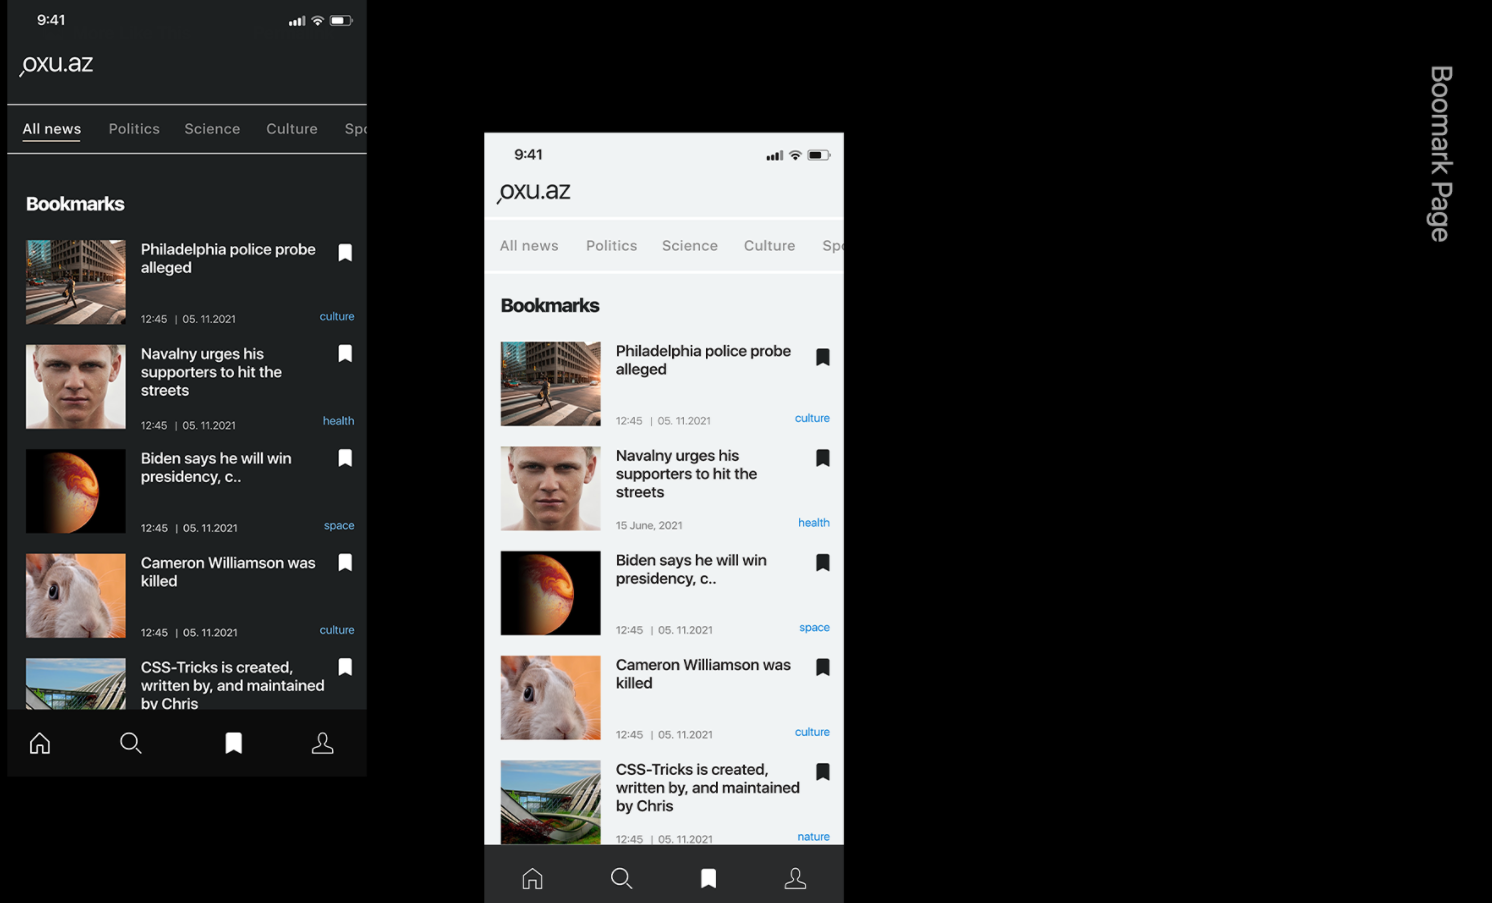 9:41
oxu.az
All news Politics Science Culture Spo
Bookmarks
Philadelphia police probe
alleged
12:45 | 05. 11.2021 culture
Navalny urges his
supporters to hit the
streets
12:45 | 05. 11.2021 health
Biden says he will win
presidency, c..
12:45 | 05. 11.2021 space
Cameron Williamson was
killed
12:45 | 05. 11.2021 culture
CSS-Tricks is created,
written by, and maintained
by Chris
9:41
oxu.az
All news Politics Science Culture Spo
Bookmarks
Philadelphia police probe
alleged
12:45 | 05. 11.2021 culture
Navalny urges his
supporters to hit the
streets
15 June, 2021 health
Biden says he will win
presidency, c..
12:45 | 05. 11.2021 space
Cameron Williamson was
killed
12:45 | 05. 11.2021 culture
CSS-Tricks is created,
written by, and maintained
by Chris
12:45 | 05. 11.2021 nature
Boomark Page